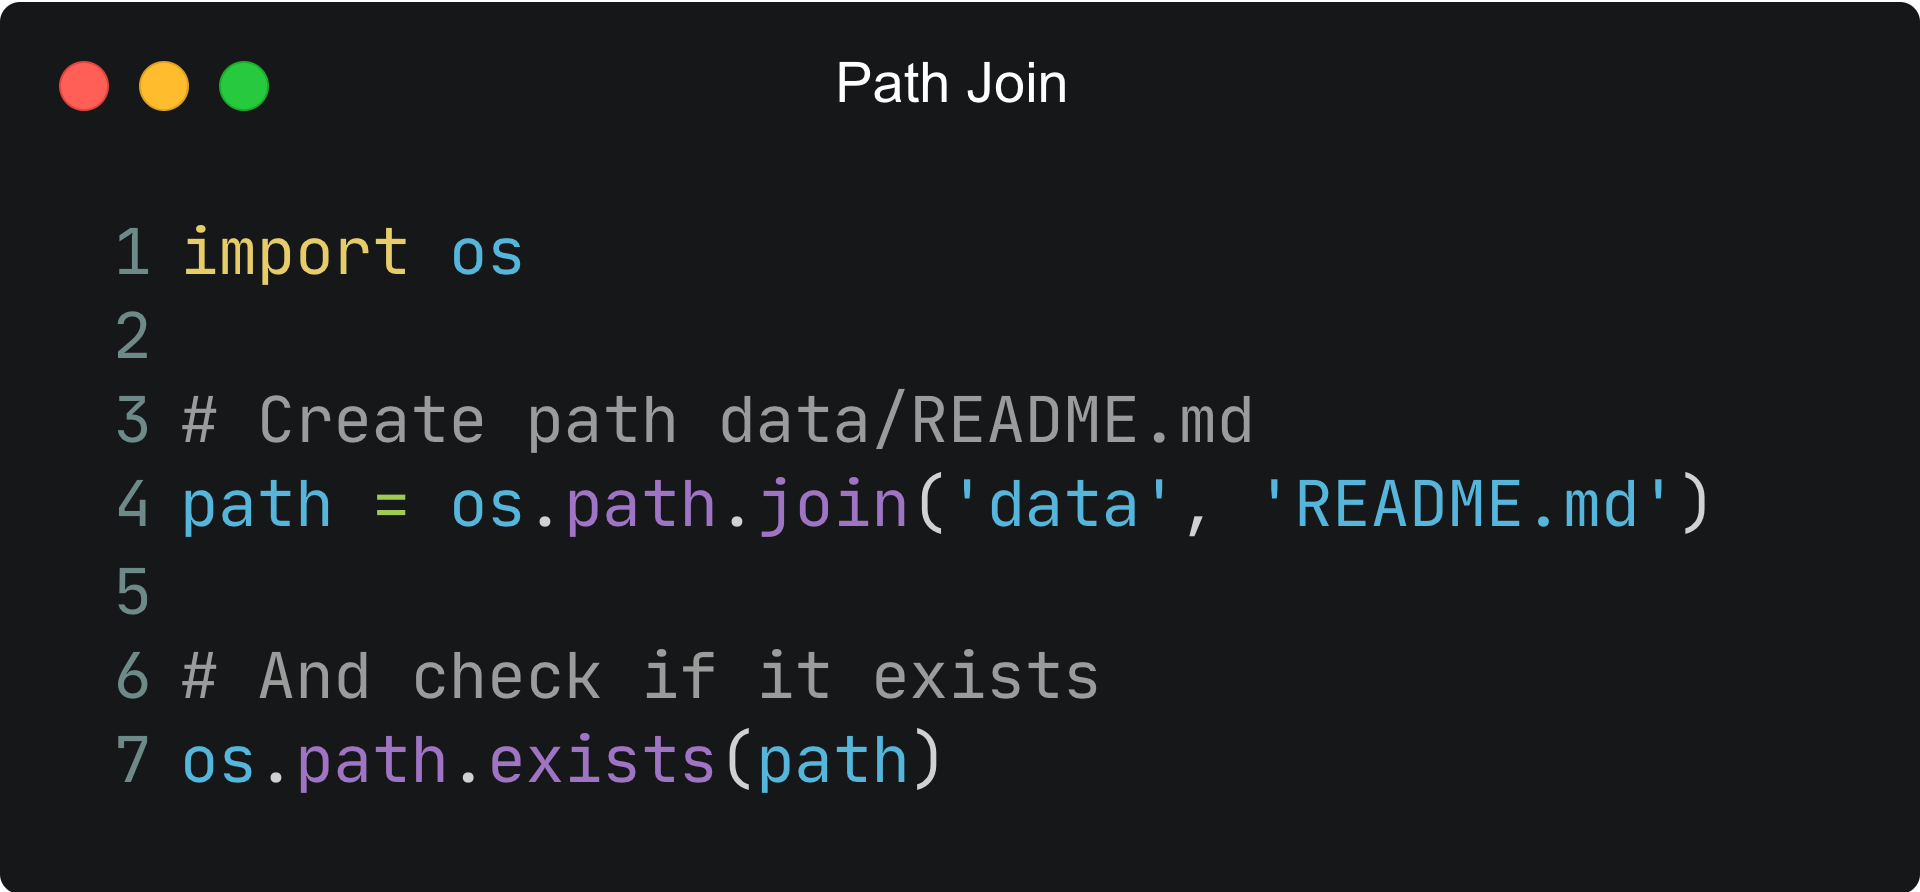 Path Join
1 import os
2
3 # Create path data/README.md
4 path = os.path.join('data', 'README.md')
5
6 # And check if it exists
7 os.path.exists(path)